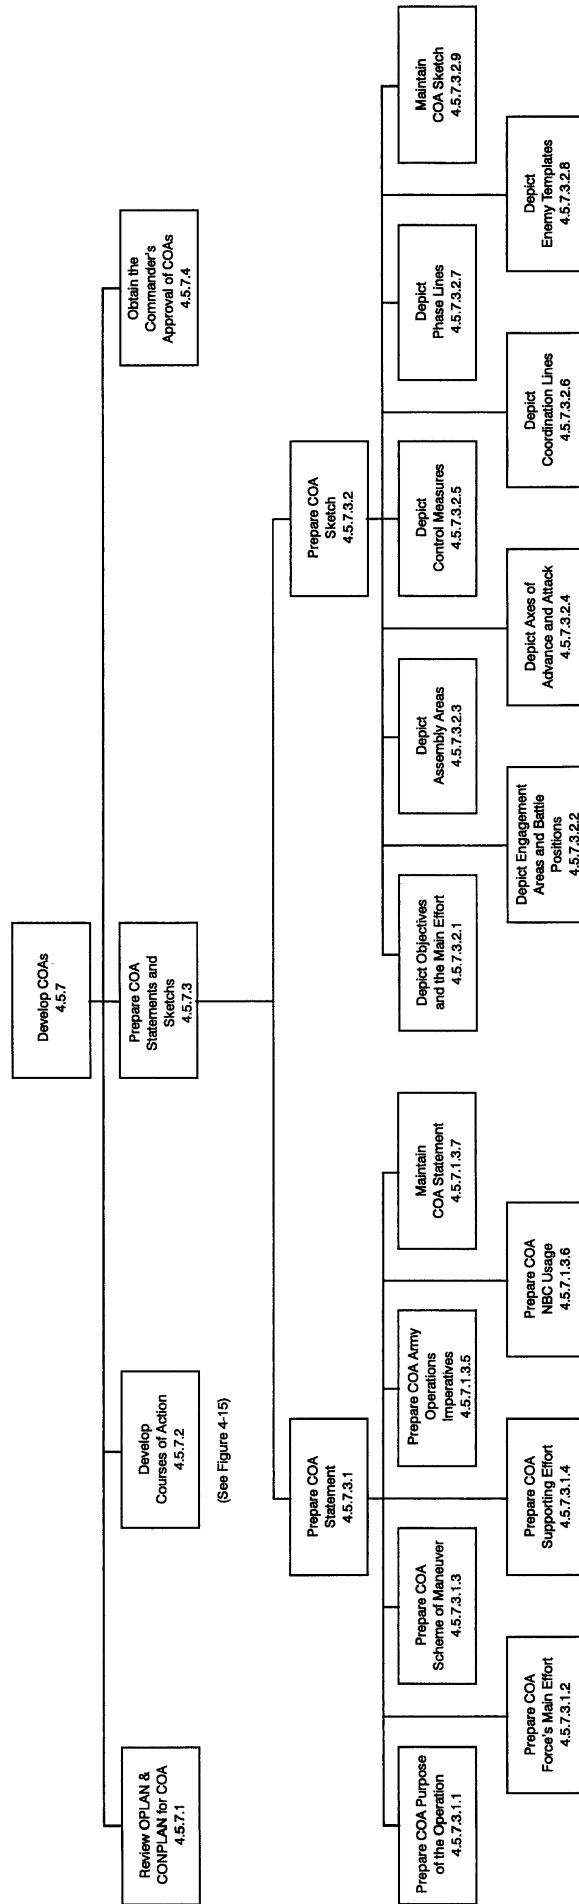 Develop COAs
4.5.7
Review OPLAN &
CONPLAN for COA
4.5.7.1
Develop
Courses of Action
4.5.7.2
(See Figure 4-15)
Prepare COA
Statements and
Sketchs
4.5.7.3
Obtain the
Commander's
Approval of COAs
4.5.7.4
Prepare COA
Statement
4.5.7.3.1
Prepare COA
Sketch
4.5.7.3.2
Prepare COA Purpose
of the Operation
4.5.7.3.1.1
Prepare COA
Force's Main Effort
4.5.7.3.1.2
Prepare COA
Scheme of Maneuver
4.5.7.3.1.3
Prepare COA
Supporting Effort
4.5.7.3.1.4
Prepare COA Army
Operations
Imperatives
4.5.7.1.3.5
Prepare COA
NBC Usage
4.5.7.1.3.6
Maintain
COA Statement
4.5.7.1.3.7
Depict Objectives
and the Main Effort
4.5.7.3.2.1
Depict Engagement
Areas and Battle
Positions
4.5.7.3.2.2
Depict
Assembly Areas
4.5.7.3.2.3
Depict Axes of
Advance and Attack
4.5.7.3.2.4
Depict
Control Measures
4.5.7.3.2.5
Depict
Coordination Lines
4.5.7.3.2.6
Depict
Phase Lines
4.5.7.3.2.7
Depict
Enemy Templates
4.5.7.3.2.8
Maintain
COA Sketch
4.5.7.3.2.9